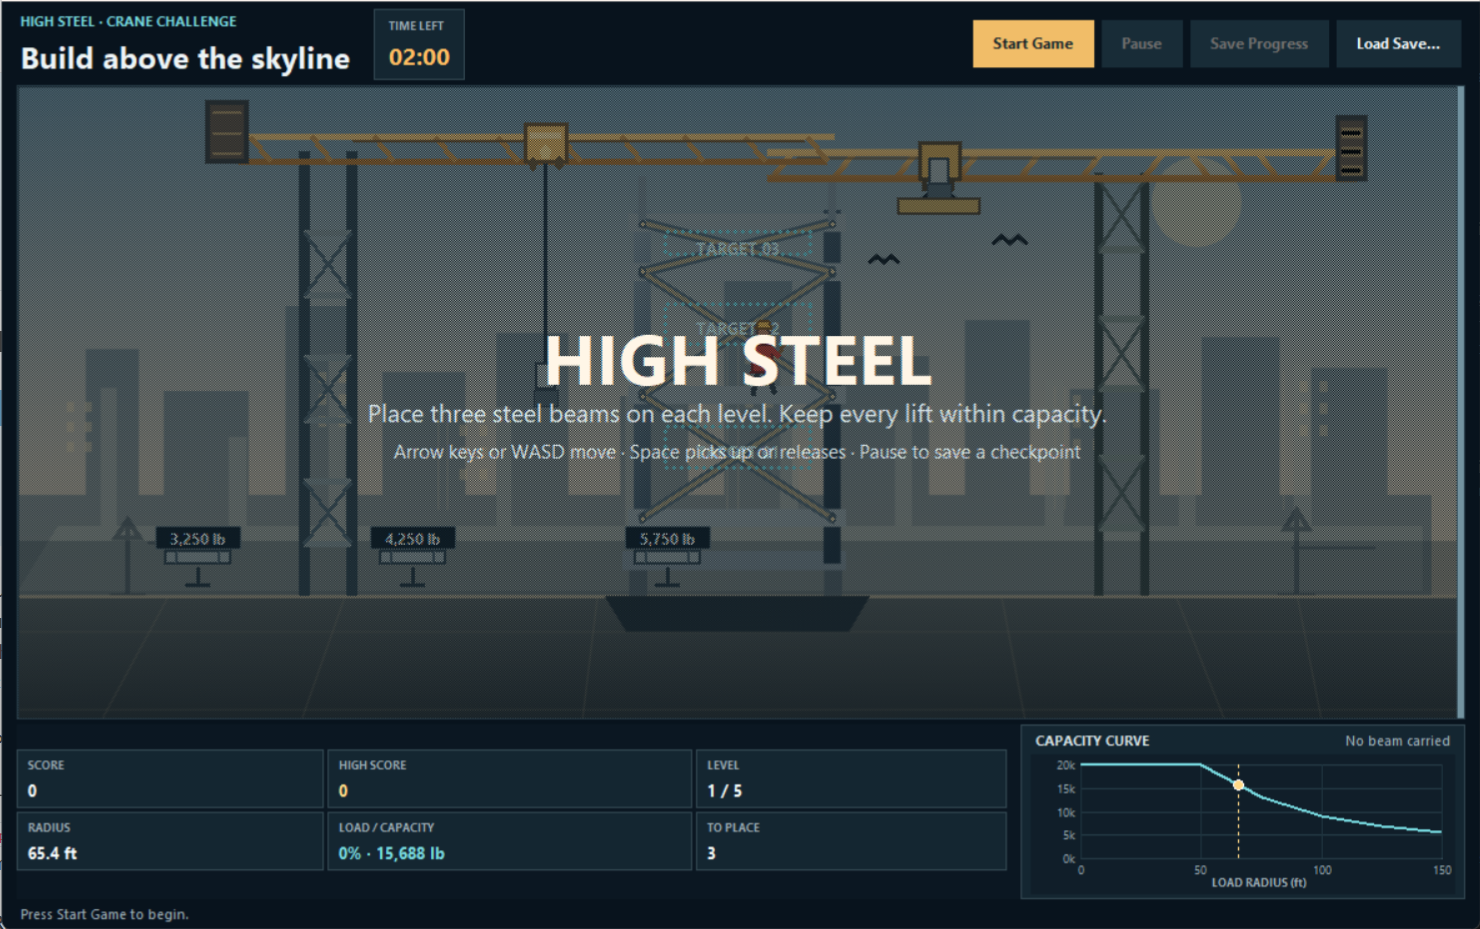 HIGH STEEL · CRANE CHALLENGE
Build above the skyline
TIME LEFT
02:00
Start Game
Pause
Save Progress
Load Save...
TARGET 03
TARGET 2
HIGH STEEL
Place three steel beams on each level. Keep every lift within capacity.
Arrow keys or WASD move · Space picks up or releases · Pause to save a checkpoint
3,250 lb
4,250 lb
5,750 lb
SCORE
0
HIGH SCORE
0
LEVEL
1 / 5
RADIUS
65.4 ft
LOAD / CAPACITY
0% · 15,688 lb
TO PLACE
3
CAPACITY CURVE
No beam carried
20k
15k
10k
5k
0k
0
50
100
150
LOAD RADIUS (ft)
Press Start Game to begin.